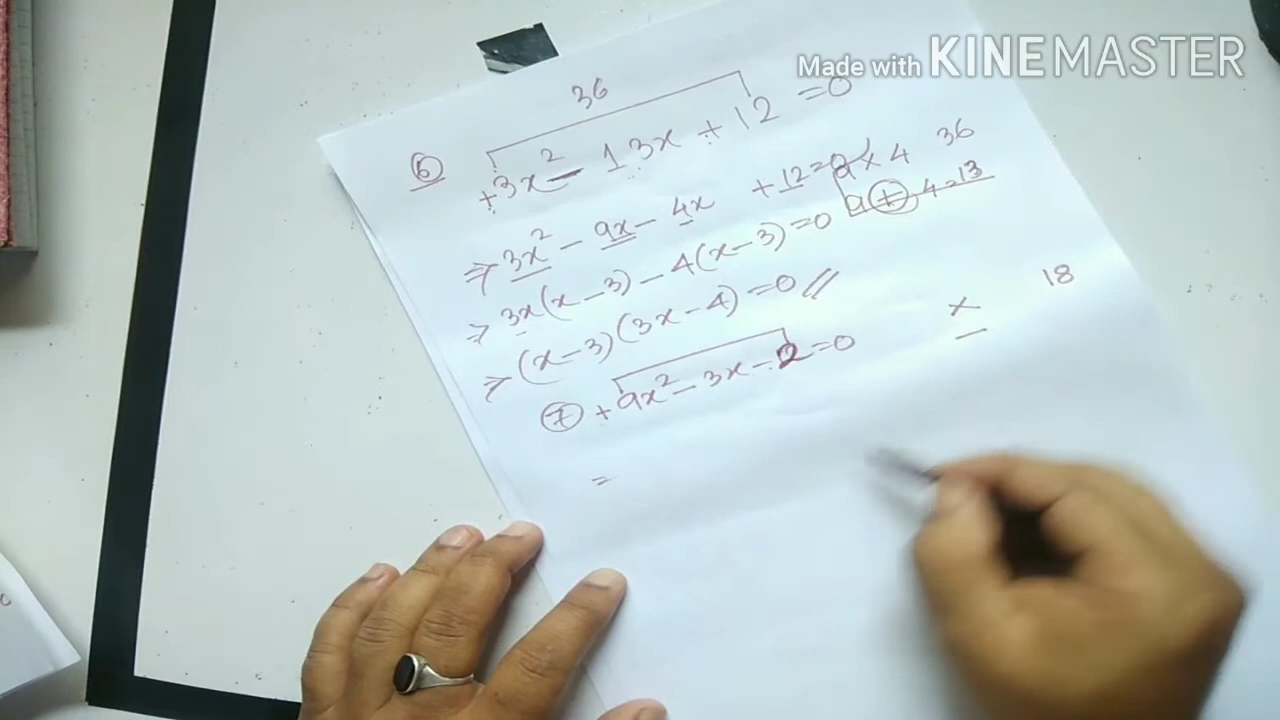 Made with KINEMASTER
36
6 +3x² - 13x + 12 = 0
⇒ 3x² - 9x - 4x + 12 = 0
9 × 4 36
9 + 4 = 13
⇒ 3x(x-3) - 4(x-3) = 0
⇒ (x-3)(3x-4) = 0 //
× 18
-
7 +9x² - 3x - 2 = 0
=